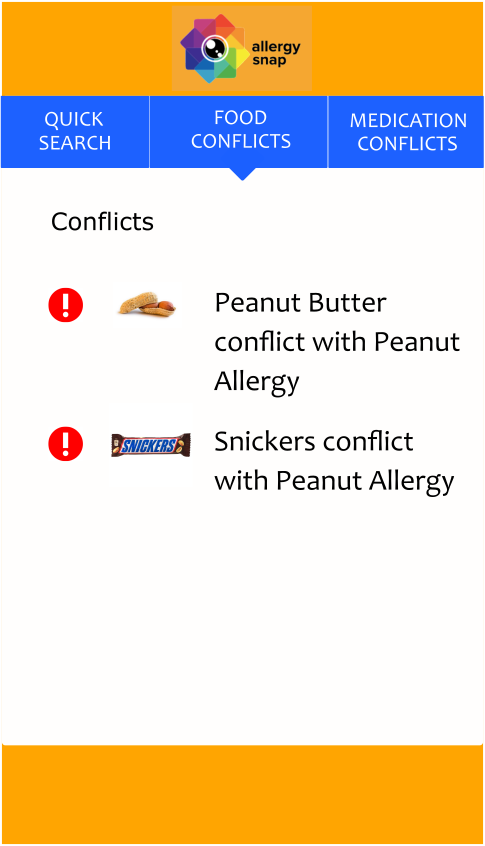 allergy
snap
QUICK
SEARCH
FOOD
CONFLICTS
MEDICATION
CONFLICTS
Conflicts
Peanut Butter
conflict with Peanut
Allergy
SNICKERS
Snickers conflict
with Peanut Allergy